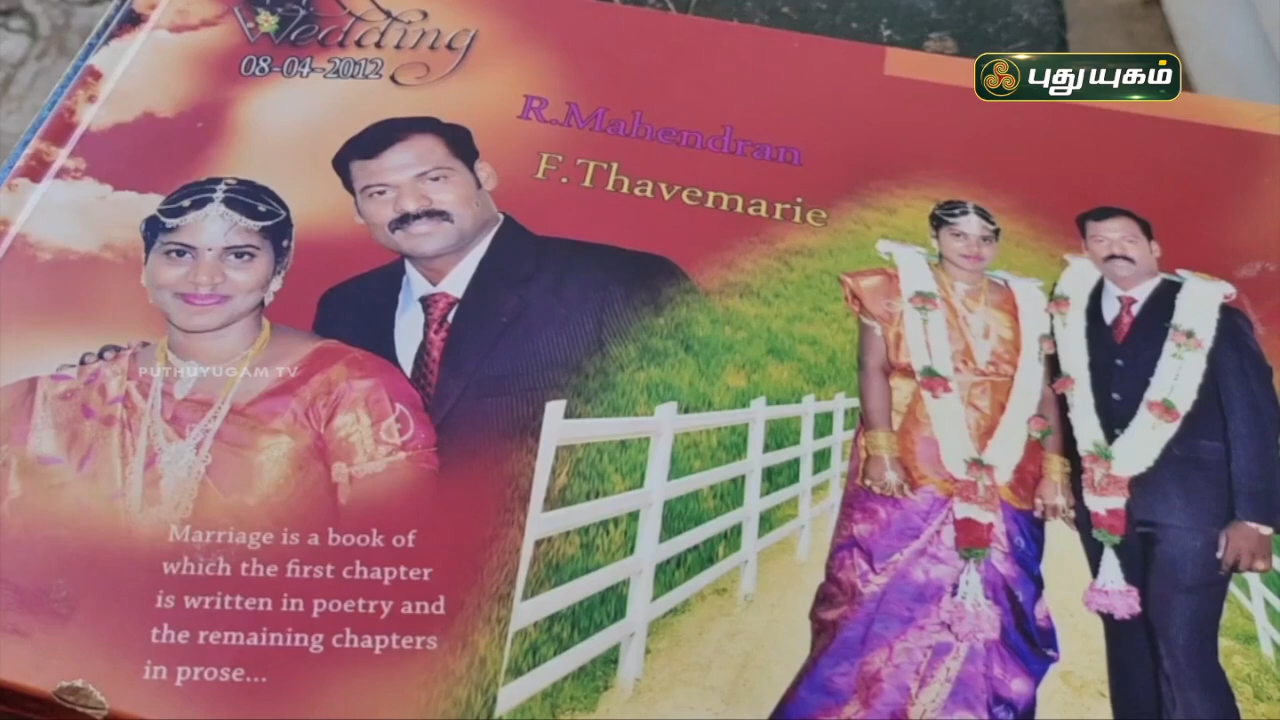 Wedding
08-04-2012
புதுயுகம்
R.Mahendran
F.Thavemarie
PUTHUYUGAM TV
Marriage is a book of
which the first chapter
is written in poetry and
the remaining chapters
in prose...